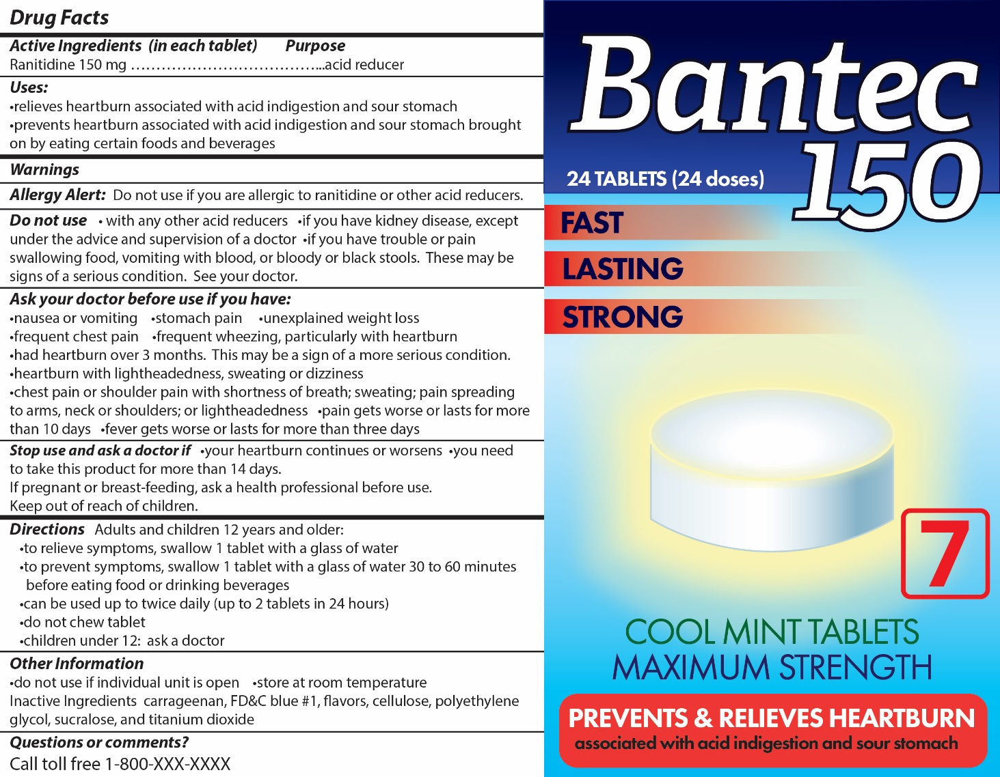 Drug Facts
Active Ingredients (in each tablet) Purpose
Ranitidine 150 mg ......................................acid reducer
Uses:
•relieves heartburn associated with acid indigestion and sour stomach
•prevents heartburn associated with acid indigestion and sour stomach brought
on by eating certain foods and beverages
Warnings
Allergy Alert: Do not use if you are allergic to ranitidine or other acid reducers.
Do not use • with any other acid reducers •if you have kidney disease, except
under the advice and supervision of a doctor •if you have trouble or pain
swallowing food, vomiting with blood, or bloody or black stools. These may be
signs of a serious condition. See your doctor.
Ask your doctor before use if you have:
•nausea or vomiting •stomach pain •unexplained weight loss
•frequent chest pain •frequent wheezing, particularly with heartburn
•had heartburn over 3 months. This may be a sign of a more serious condition.
•heartburn with lightheadedness, sweating or dizziness
•chest pain or shoulder pain with shortness of breath; sweating; pain spreading
to arms, neck or shoulders; or lightheadedness •pain gets worse or lasts for more
than 10 days •fever gets worse or lasts for more than three days
Stop use and ask a doctor if •your heartburn continues or worsens •you need
to take this product for more than 14 days.
If pregnant or breast-feeding, ask a health professional before use.
Keep out of reach of children.
Directions Adults and children 12 years and older:
•to relieve symptoms, swallow 1 tablet with a glass of water
•to prevent symptoms, swallow 1 tablet with a glass of water 30 to 60 minutes
before eating food or drinking beverages
•can be used up to twice daily (up to 2 tablets in 24 hours)
•do not chew tablet
•children under 12: ask a doctor
Other Information
•do not use if individual unit is open •store at room temperature
Inactive Ingredients carrageenan, FD&C blue #1, flavors, cellulose, polyethylene
glycol, sucralose, and titanium dioxide
Questions or comments?
Call toll free 1-800-XXX-XXXX
Bantec
150
24 TABLETS (24 doses)
FAST
LASTING
STRONG
7
COOL MINT TABLETS
MAXIMUM STRENGTH
PREVENTS & RELIEVES HEARTBURN
associated with acid indigestion and sour stomach